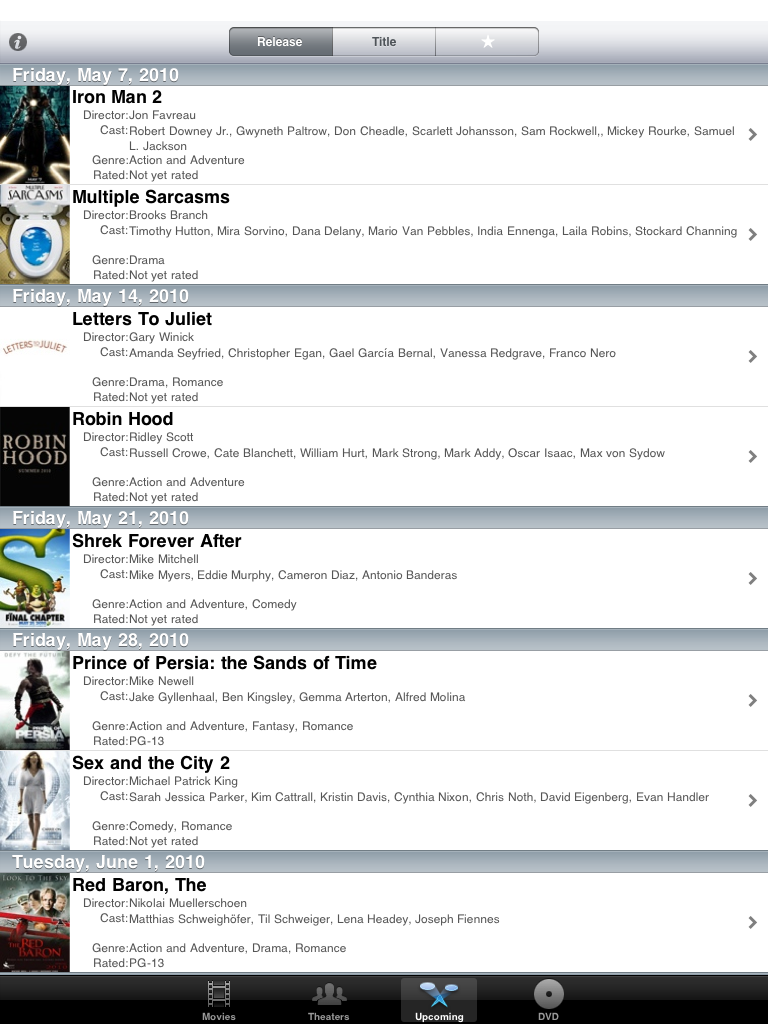 Release Title ★
Friday, May 7, 2010
Iron Man 2
Director:Jon Favreau
Cast:Robert Downey Jr., Gwyneth Paltrow, Don Cheadle, Scarlett Johansson, Sam Rockwell,, Mickey Rourke, Samuel
L. Jackson
Genre:Action and Adventure
Rated:Not yet rated
MULTIPLE
SARCASMS
Multiple Sarcasms
Director:Brooks Branch
Cast:Timothy Hutton, Mira Sorvino, Dana Delany, Mario Van Pebbles, India Ennenga, Laila Robins, Stockard Channing
Genre:Drama
Rated:Not yet rated
Friday, May 14, 2010
LETTERS TO JULIET
Letters To Juliet
Director:Gary Winick
Cast:Amanda Seyfried, Christopher Egan, Gael García Bernal, Vanessa Redgrave, Franco Nero
Genre:Drama, Romance
Rated:Not yet rated
ROBIN
HOOD
SUMMER 2010
Robin Hood
Director:Ridley Scott
Cast:Russell Crowe, Cate Blanchett, William Hurt, Mark Strong, Mark Addy, Oscar Isaac, Max von Sydow
Genre:Action and Adventure
Rated:Not yet rated
Friday, May 21, 2010
FINAL CHAPTER
Shrek Forever After
Director:Mike Mitchell
Cast:Mike Myers, Eddie Murphy, Cameron Diaz, Antonio Banderas
Genre:Action and Adventure, Comedy
Rated:Not yet rated
Friday, May 28, 2010
DEFY THE FUTURE
PERSIA
Prince of Persia: the Sands of Time
Director:Mike Newell
Cast:Jake Gyllenhaal, Ben Kingsley, Gemma Arterton, Alfred Molina
Genre:Action and Adventure, Fantasy, Romance
Rated:PG-13
2
Sex and the City 2
Director:Michael Patrick King
Cast:Sarah Jessica Parker, Kim Cattrall, Kristin Davis, Cynthia Nixon, Chris Noth, David Eigenberg, Evan Handler
Genre:Comedy, Romance
Rated:Not yet rated
Tuesday, June 1, 2010
LOOK TO THE SKY
THE
RED
BARON
Red Baron, The
Director:Nikolai Muellerschoen
Cast:Matthias Schweighöfer, Til Schweiger, Lena Headey, Joseph Fiennes
Genre:Action and Adventure, Drama, Romance
Rated:PG-13
Movies Theaters Upcoming DVD